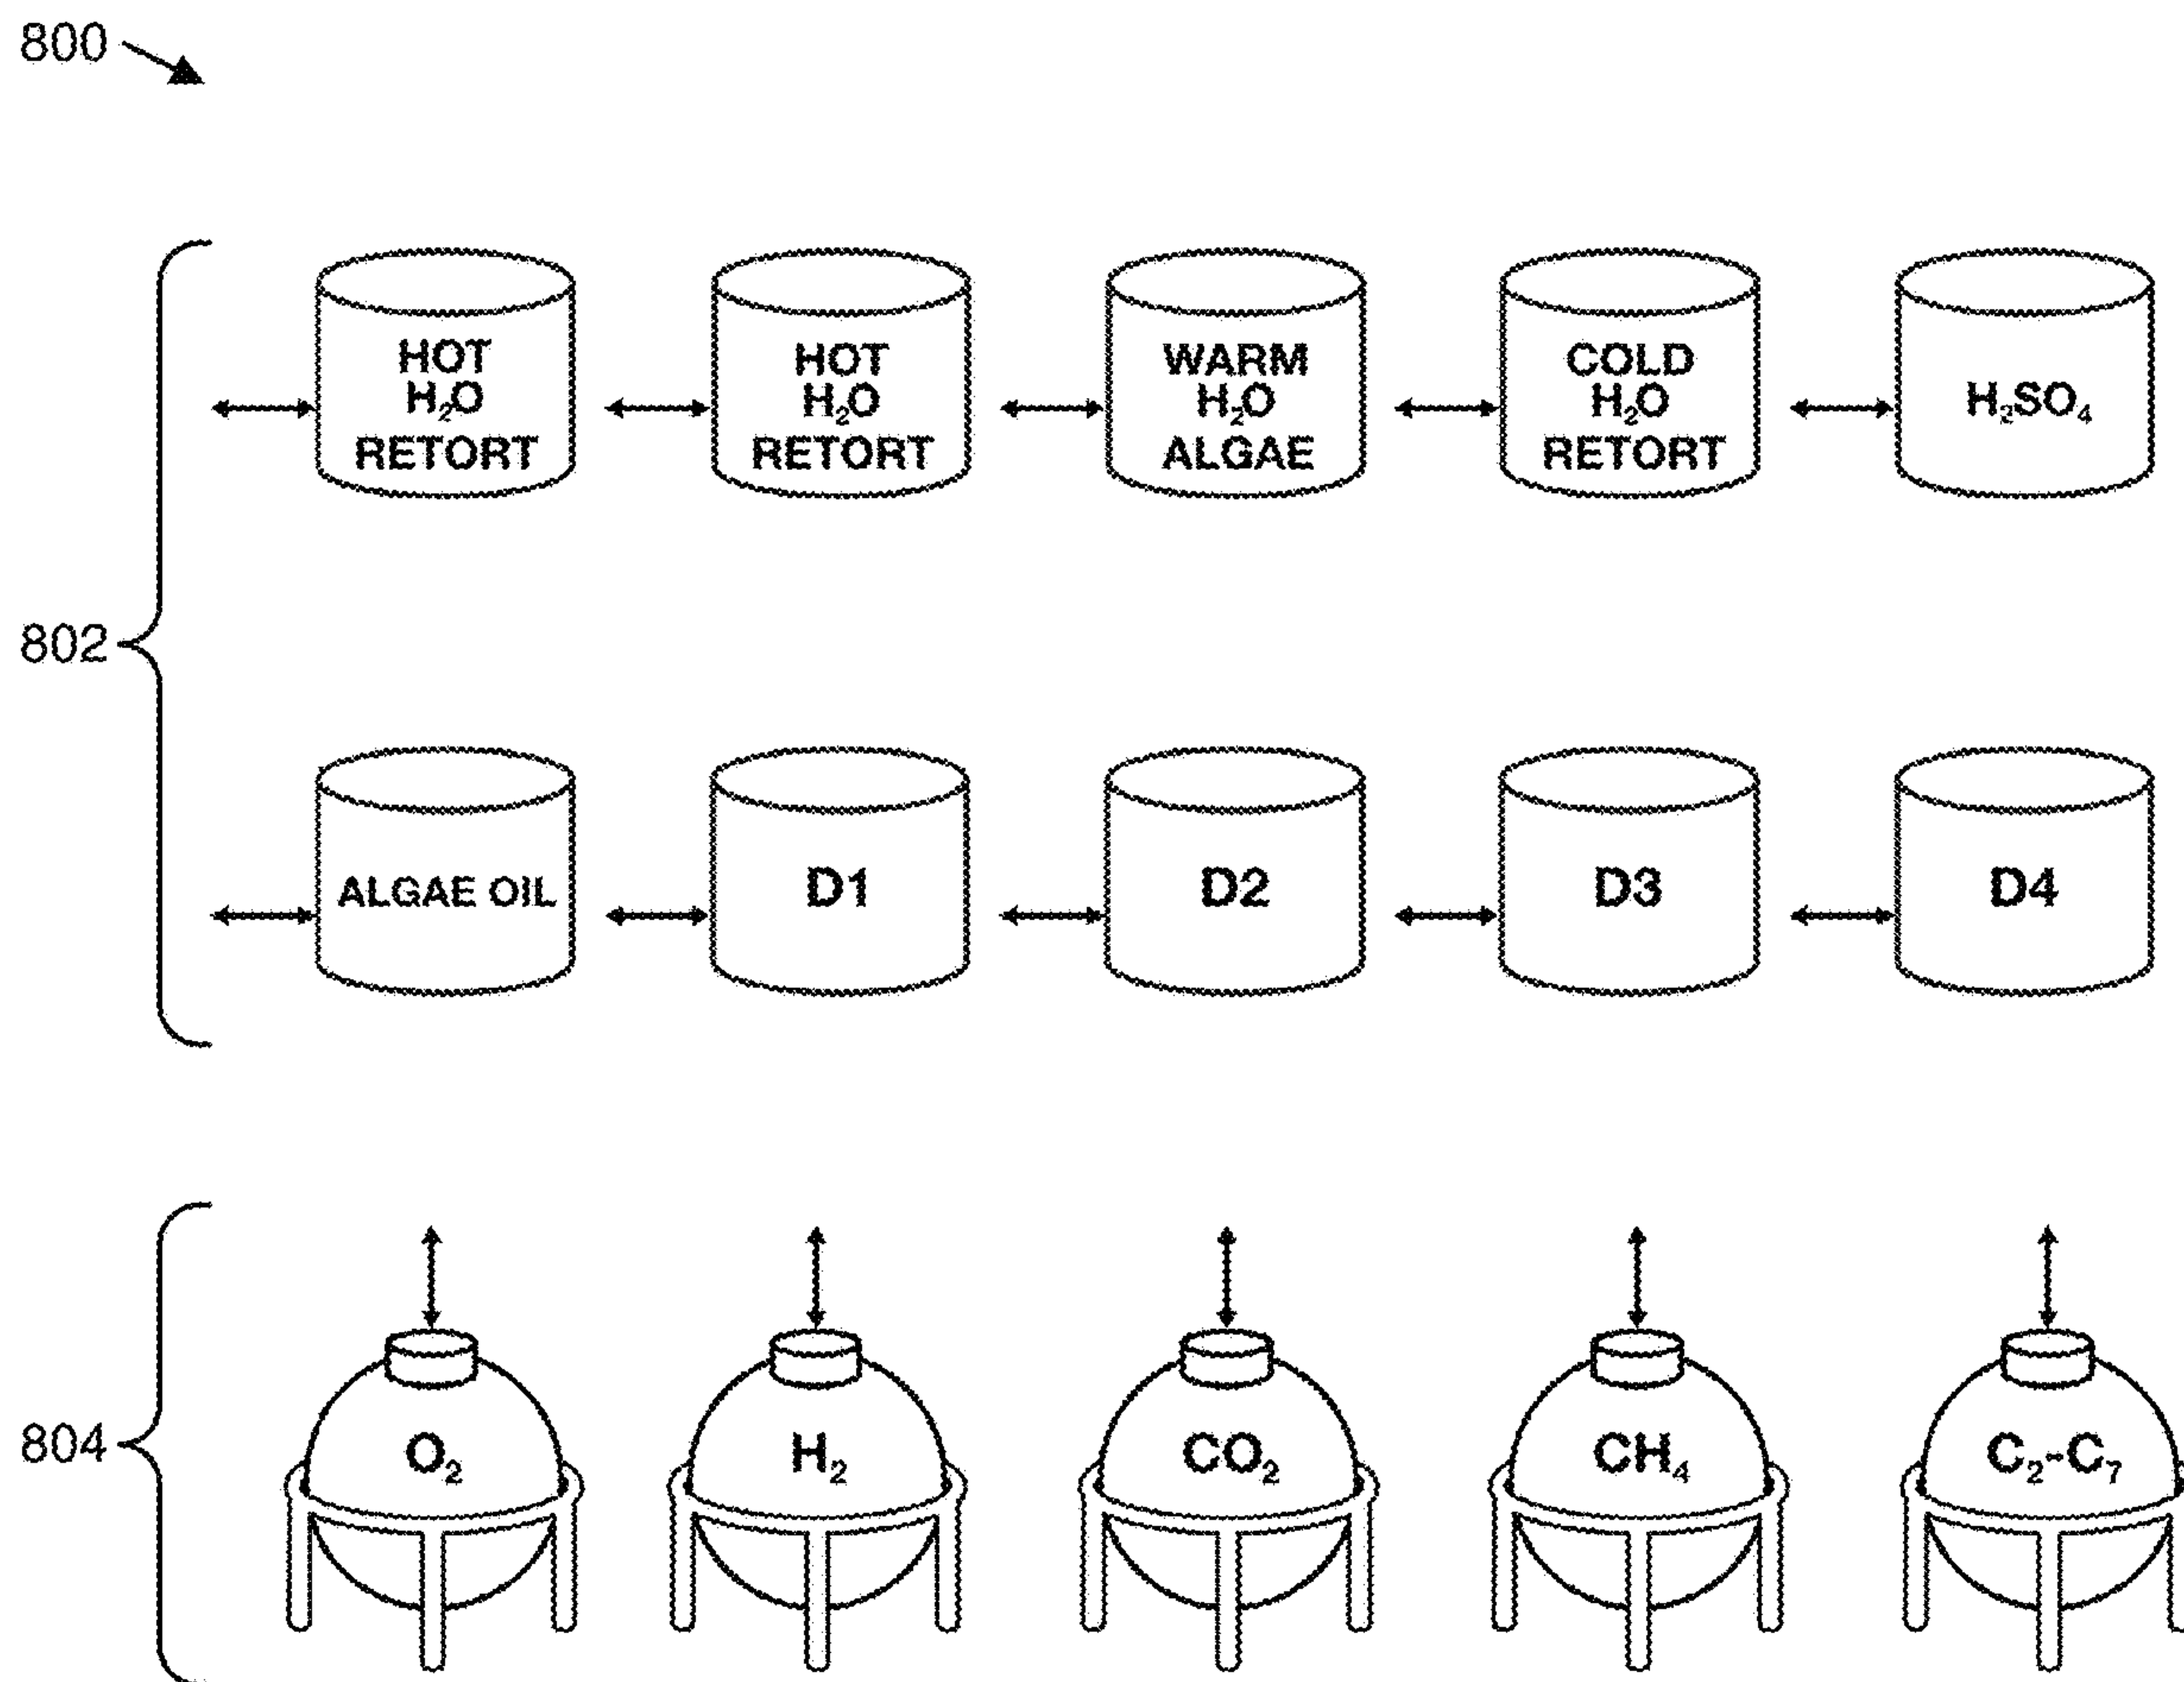 800
HOT
H₂O
RETORT
HOT
H₂O
RETORT
WARM
H₂O
ALGAE
COLD
H₂O
RETORT
H₂SO₄
802
ALGAE OIL
D1
D2
D3
D4
804
O₂
H₂
CO₂
CH₄
C₂-C₇